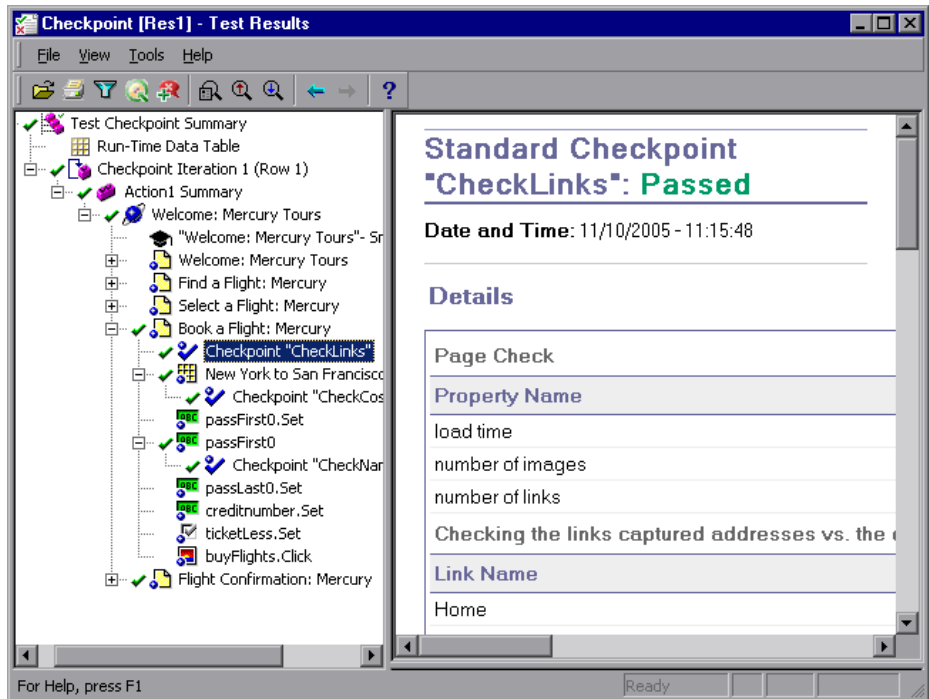 Checkpoint [Res1] - Test Results
File View Tools Help
?
Test Checkpoint Summary
Run-Time Data Table
Checkpoint Iteration 1 (Row 1)
Action1 Summary
Welcome: Mercury Tours
"Welcome: Mercury Tours"- Sr
Welcome: Mercury Tours
Find a Flight: Mercury
Select a Flight: Mercury
Book a Flight: Mercury
Checkpoint "CheckLinks"
New York to San Francisco
Checkpoint "CheckCos
ABC passFirst0.Set
ABC passFirst0
Checkpoint "CheckNar
ABC passLast0.Set
ABC creditnumber.Set
ticketLess.Set
buyFlights.Click
Flight Confirmation: Mercury
Standard Checkpoint
"CheckLinks": Passed
Date and Time: 11/10/2005 - 11:15:48
Details
Page Check
Property Name
load time
number of images
number of links
Checking the links captured addresses vs. the
Link Name
Home
For Help, press F1
Ready